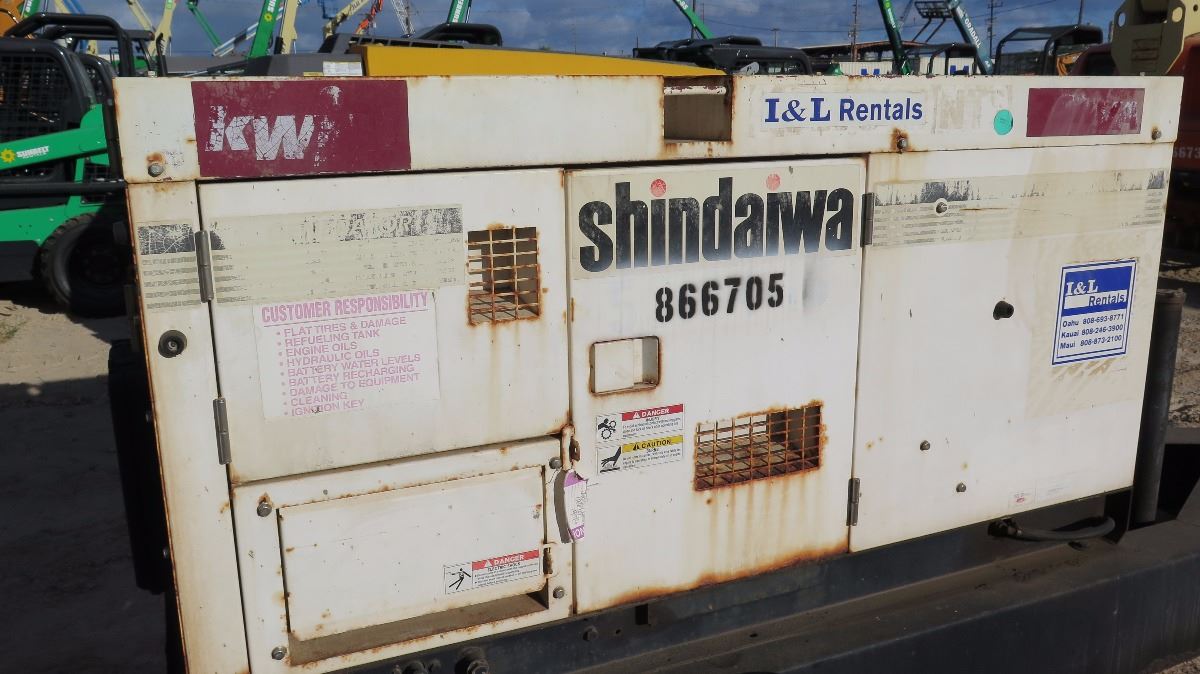 KW
I&L Rentals
SUMMIT
shindaiwa
866705
CUSTOMER RESPONSIBILITY
• FLAT TIRES & DAMAGE
• REFUELING TANK
• ENGINE OILS
• HYDRAULIC OILS
• BATTERY WATER LEVELS
• BATTERY RECHARGING
• DAMAGE TO EQUIPMENT
• CLEANING
• IGNITION KEY
I&L
Rentals
Oahu 808-693-8771
Kauai 808-246-3900
Maui 808-873-2100
DANGER
CAUTION
DANGER